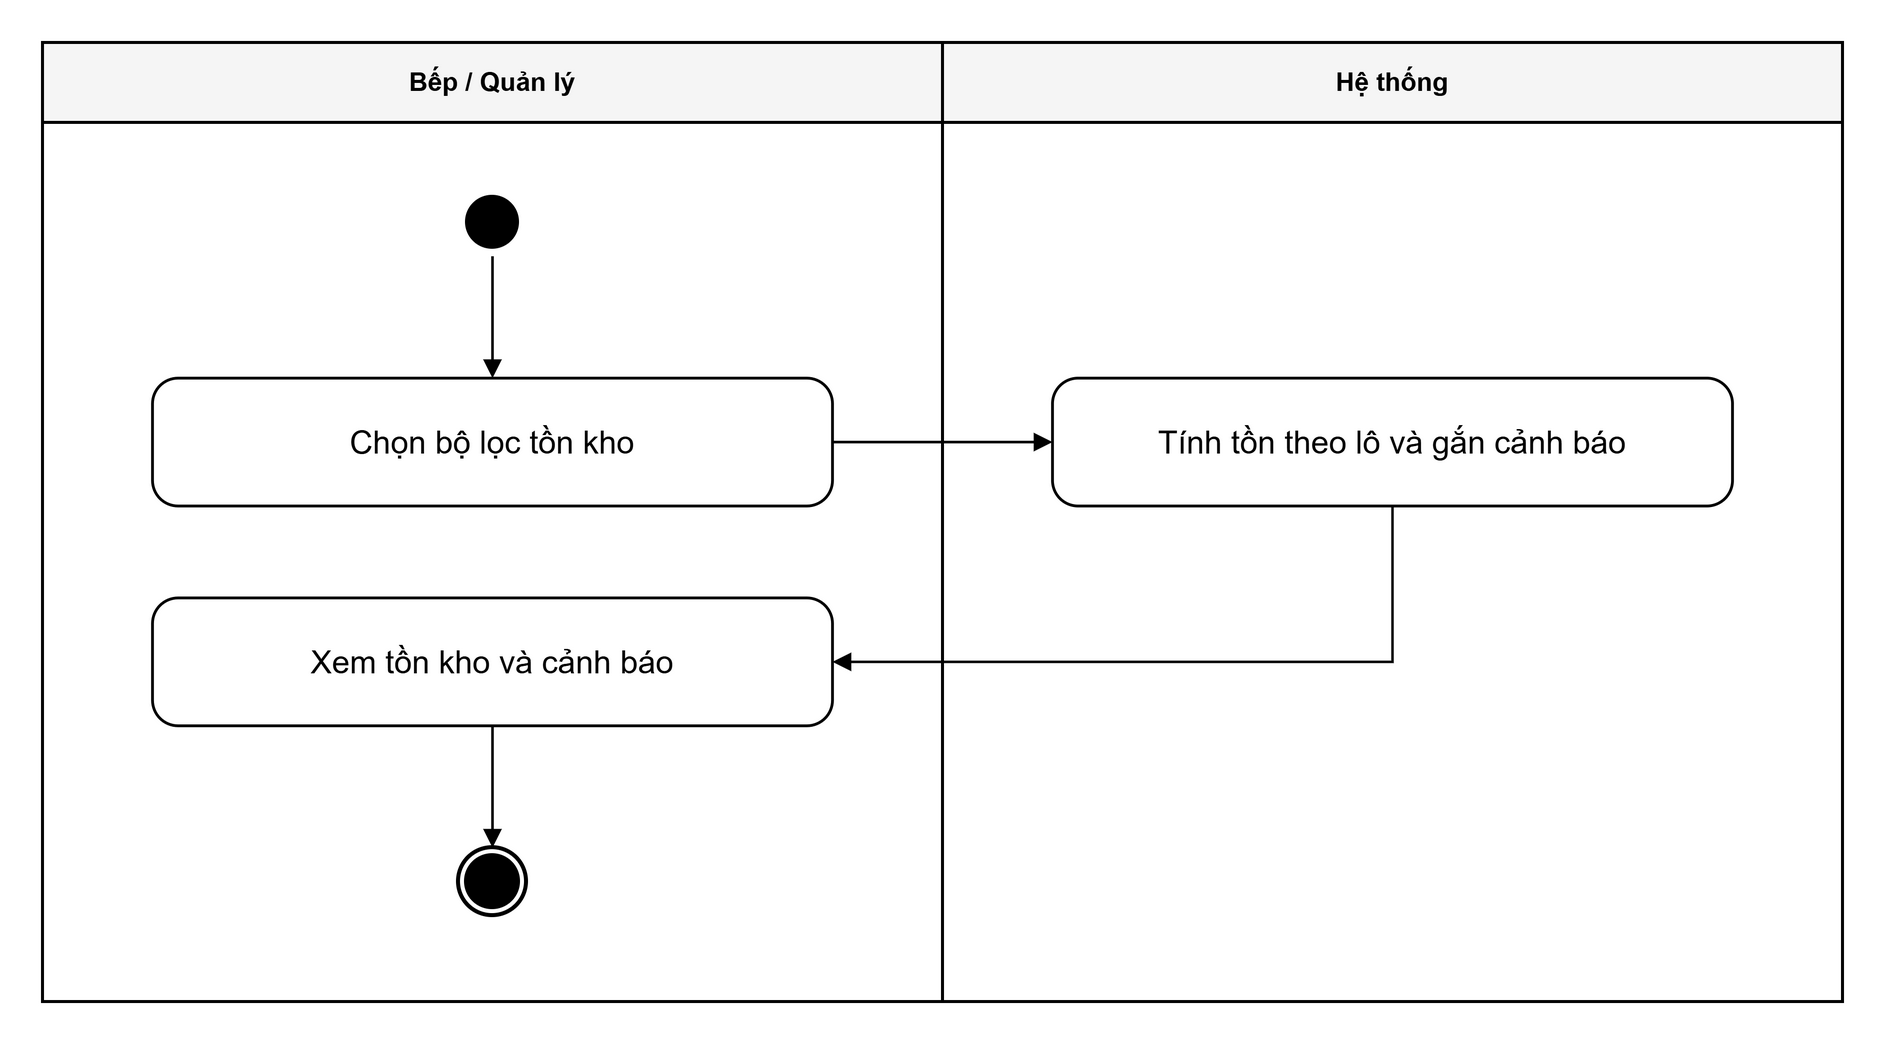 Bếp / Quản lý
Hệ thống
Chọn bộ lọc tồn kho
Tính tồn theo lô và gắn cảnh báo
Xem tồn kho và cảnh báo